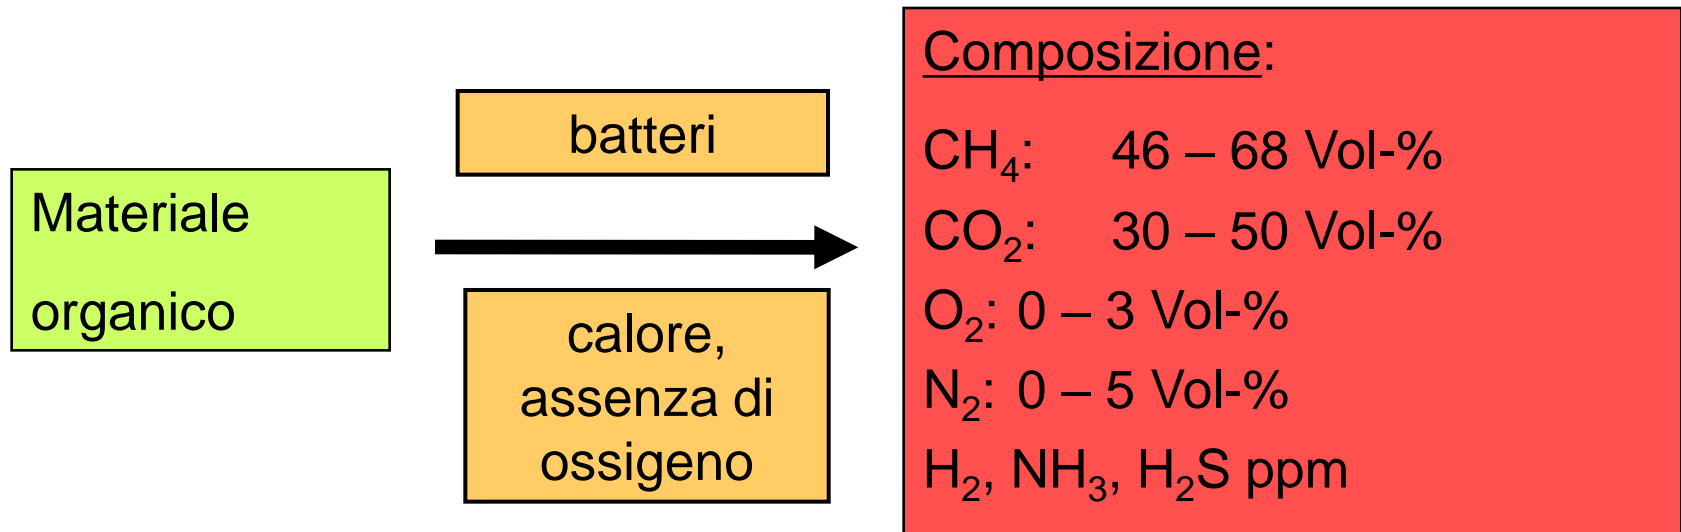 Materiale
organico
batteri
calore,
assenza di
ossigeno
Composizione:
CH₄: 46 – 68 Vol-%
CO₂: 30 – 50 Vol-%
O₂: 0 – 3 Vol-%
N₂: 0 – 5 Vol-%
H₂, NH₃, H₂S ppm